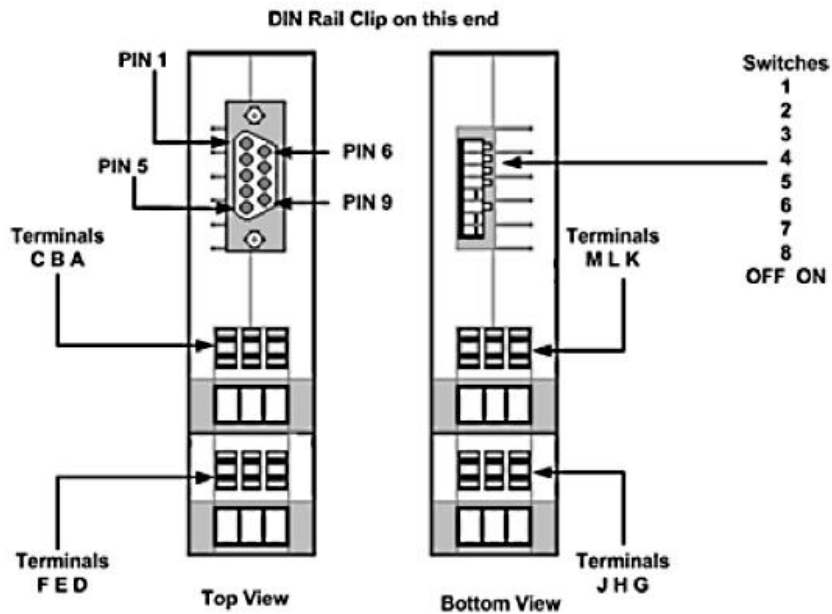 DIN Rail Clip on this end
PIN 1
PIN 5
PIN 6
PIN 9
Terminals
C B A
Terminals
F E D
Top View
Switches
1
2
3
4
5
6
7
8
OFF ON
Terminals
M L K
Terminals
J H G
Bottom View